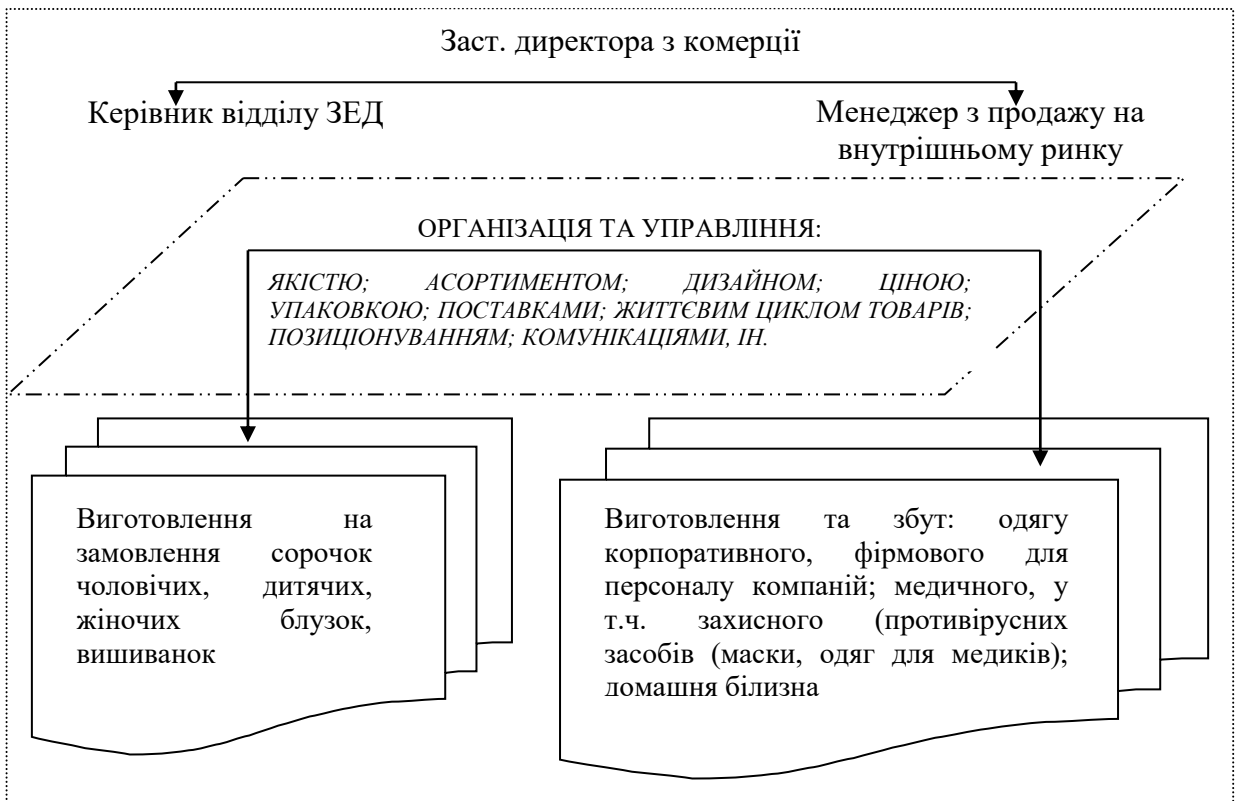 Заст. директора з комерції
Керівник відділу ЗЕД
Менеджер з продажу на
внутрішньому ринку
ОРГАНІЗАЦІЯ ТА УПРАВЛІННЯ:
ЯКІСТЮ; АСОРТИМЕНТОМ; ДИЗАЙНОМ; ЦІНОЮ;
УПАКОВКОЮ; ПОСТАВКАМИ; ЖИТТЄВИМ ЦИКЛОМ ТОВАРІВ;
ПОЗИЦІОНУВАННЯМ; КОМУНІКАЦІЯМИ, ІН.
Виготовлення на
замовлення сорочок
чоловічих, дитячих,
жіночих блузок,
вишиванок
Виготовлення та збут: одягу
корпоративного, фірмового для
персоналу компаній; медичного, у
т.ч. захисного (противірусних
засобів (маски, одяг для медиків);
домашня білизна